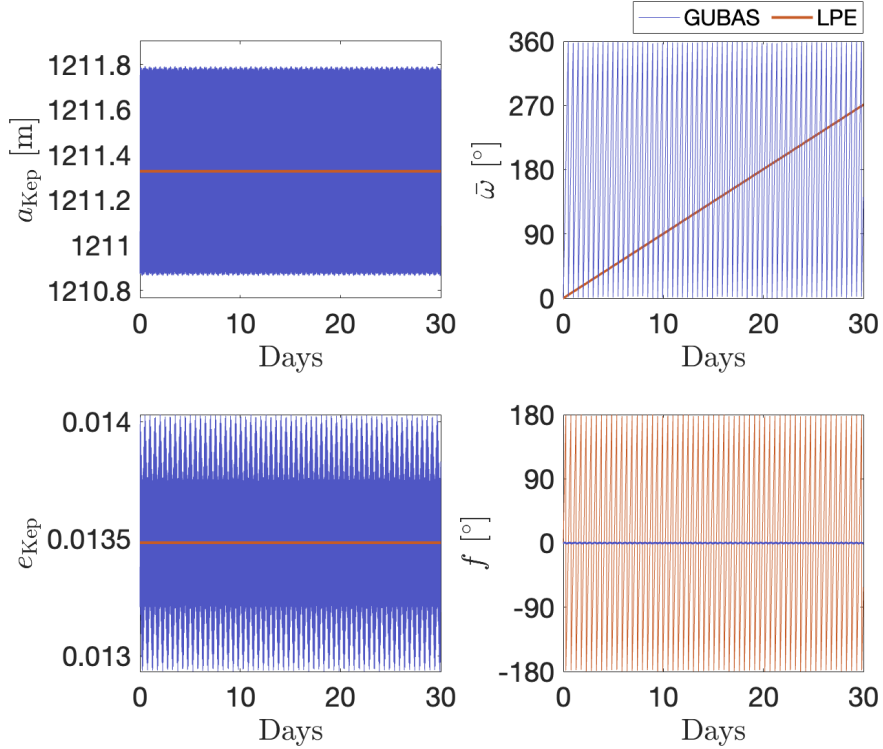 GUBAS LPE
a_Kep [m]
1211.8
1211.6
1211.4
1211.2
1211
1210.8
0 10 20 30
Days
ω̄ [°]
360
270
180
90
0
0 10 20 30
Days
e_Kep
0.014
0.0135
0.013
0 10 20 30
Days
f [°]
180
90
0
-90
-180
0 10 20 30
Days